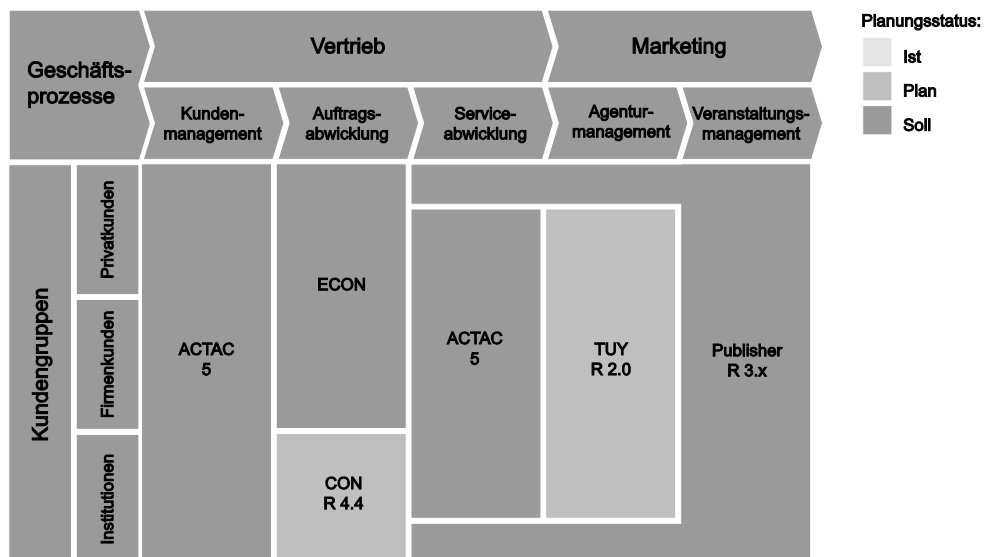 Planungsstatus:
Ist
Plan
Soll
Geschäfts-
prozesse
Vertrieb
Marketing
Kunden-
management
Auftrags-
abwicklung
Service-
abwicklung
Agentur-
management
Veranstaltungs-
management
Kundengruppen
Privatkunden
Firmenkunden
Institutionen
ACTAC
5
ECON
CON
R 4.4
ACTAC
5
TUY
R 2.0
Publisher
R 3.x